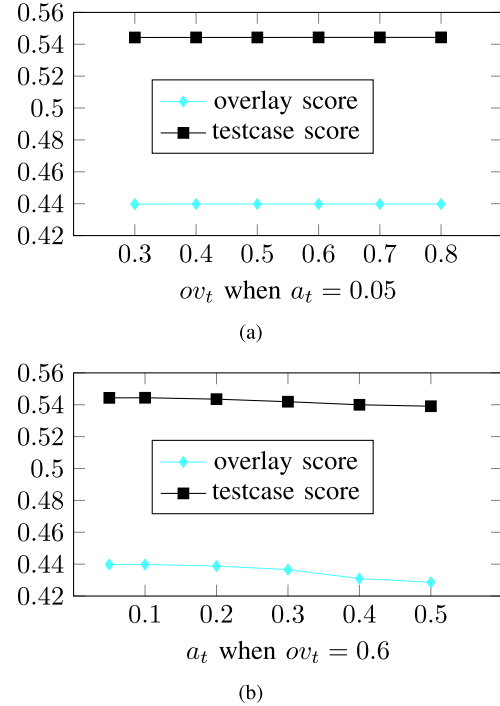 0.56
0.54
0.52
0.5
0.48
0.46
0.44
0.42
overlay score
testcase score
0.3 0.4 0.5 0.6 0.7 0.8
ov_t when a_t = 0.05
(a)
0.56
0.54
0.52
0.5
0.48
0.46
0.44
0.42
overlay score
testcase score
0.1 0.2 0.3 0.4 0.5
a_t when ov_t = 0.6
(b)